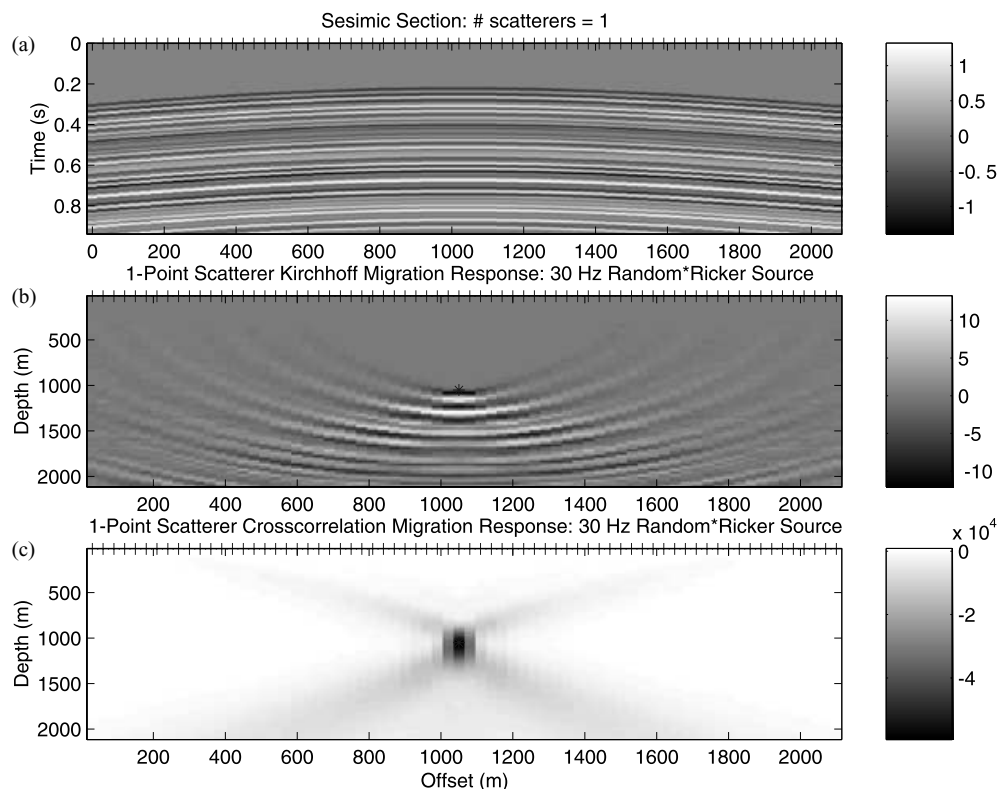 Sesimic Section: # scatterers = 1
(a)
0
0.2
0.4
0.6
0.8
Time (s)
0 200 400 600 800 1000 1200 1400 1600 1800 2000
1
0.5
0
-0.5
-1
1-Point Scatterer Kirchhoff Migration Response: 30 Hz Random*Ricker Source
(b)
500
1000
1500
2000
Depth (m)
200 400 600 800 1000 1200 1400 1600 1800 2000
10
5
0
-5
-10
1-Point Scatterer Crosscorrelation Migration Response: 30 Hz Random*Ricker Source
(c)
500
1000
1500
2000
Depth (m)
200 400 600 800 1000 1200 1400 1600 1800 2000
Offset (m)
x 10^4
0
-2
-4